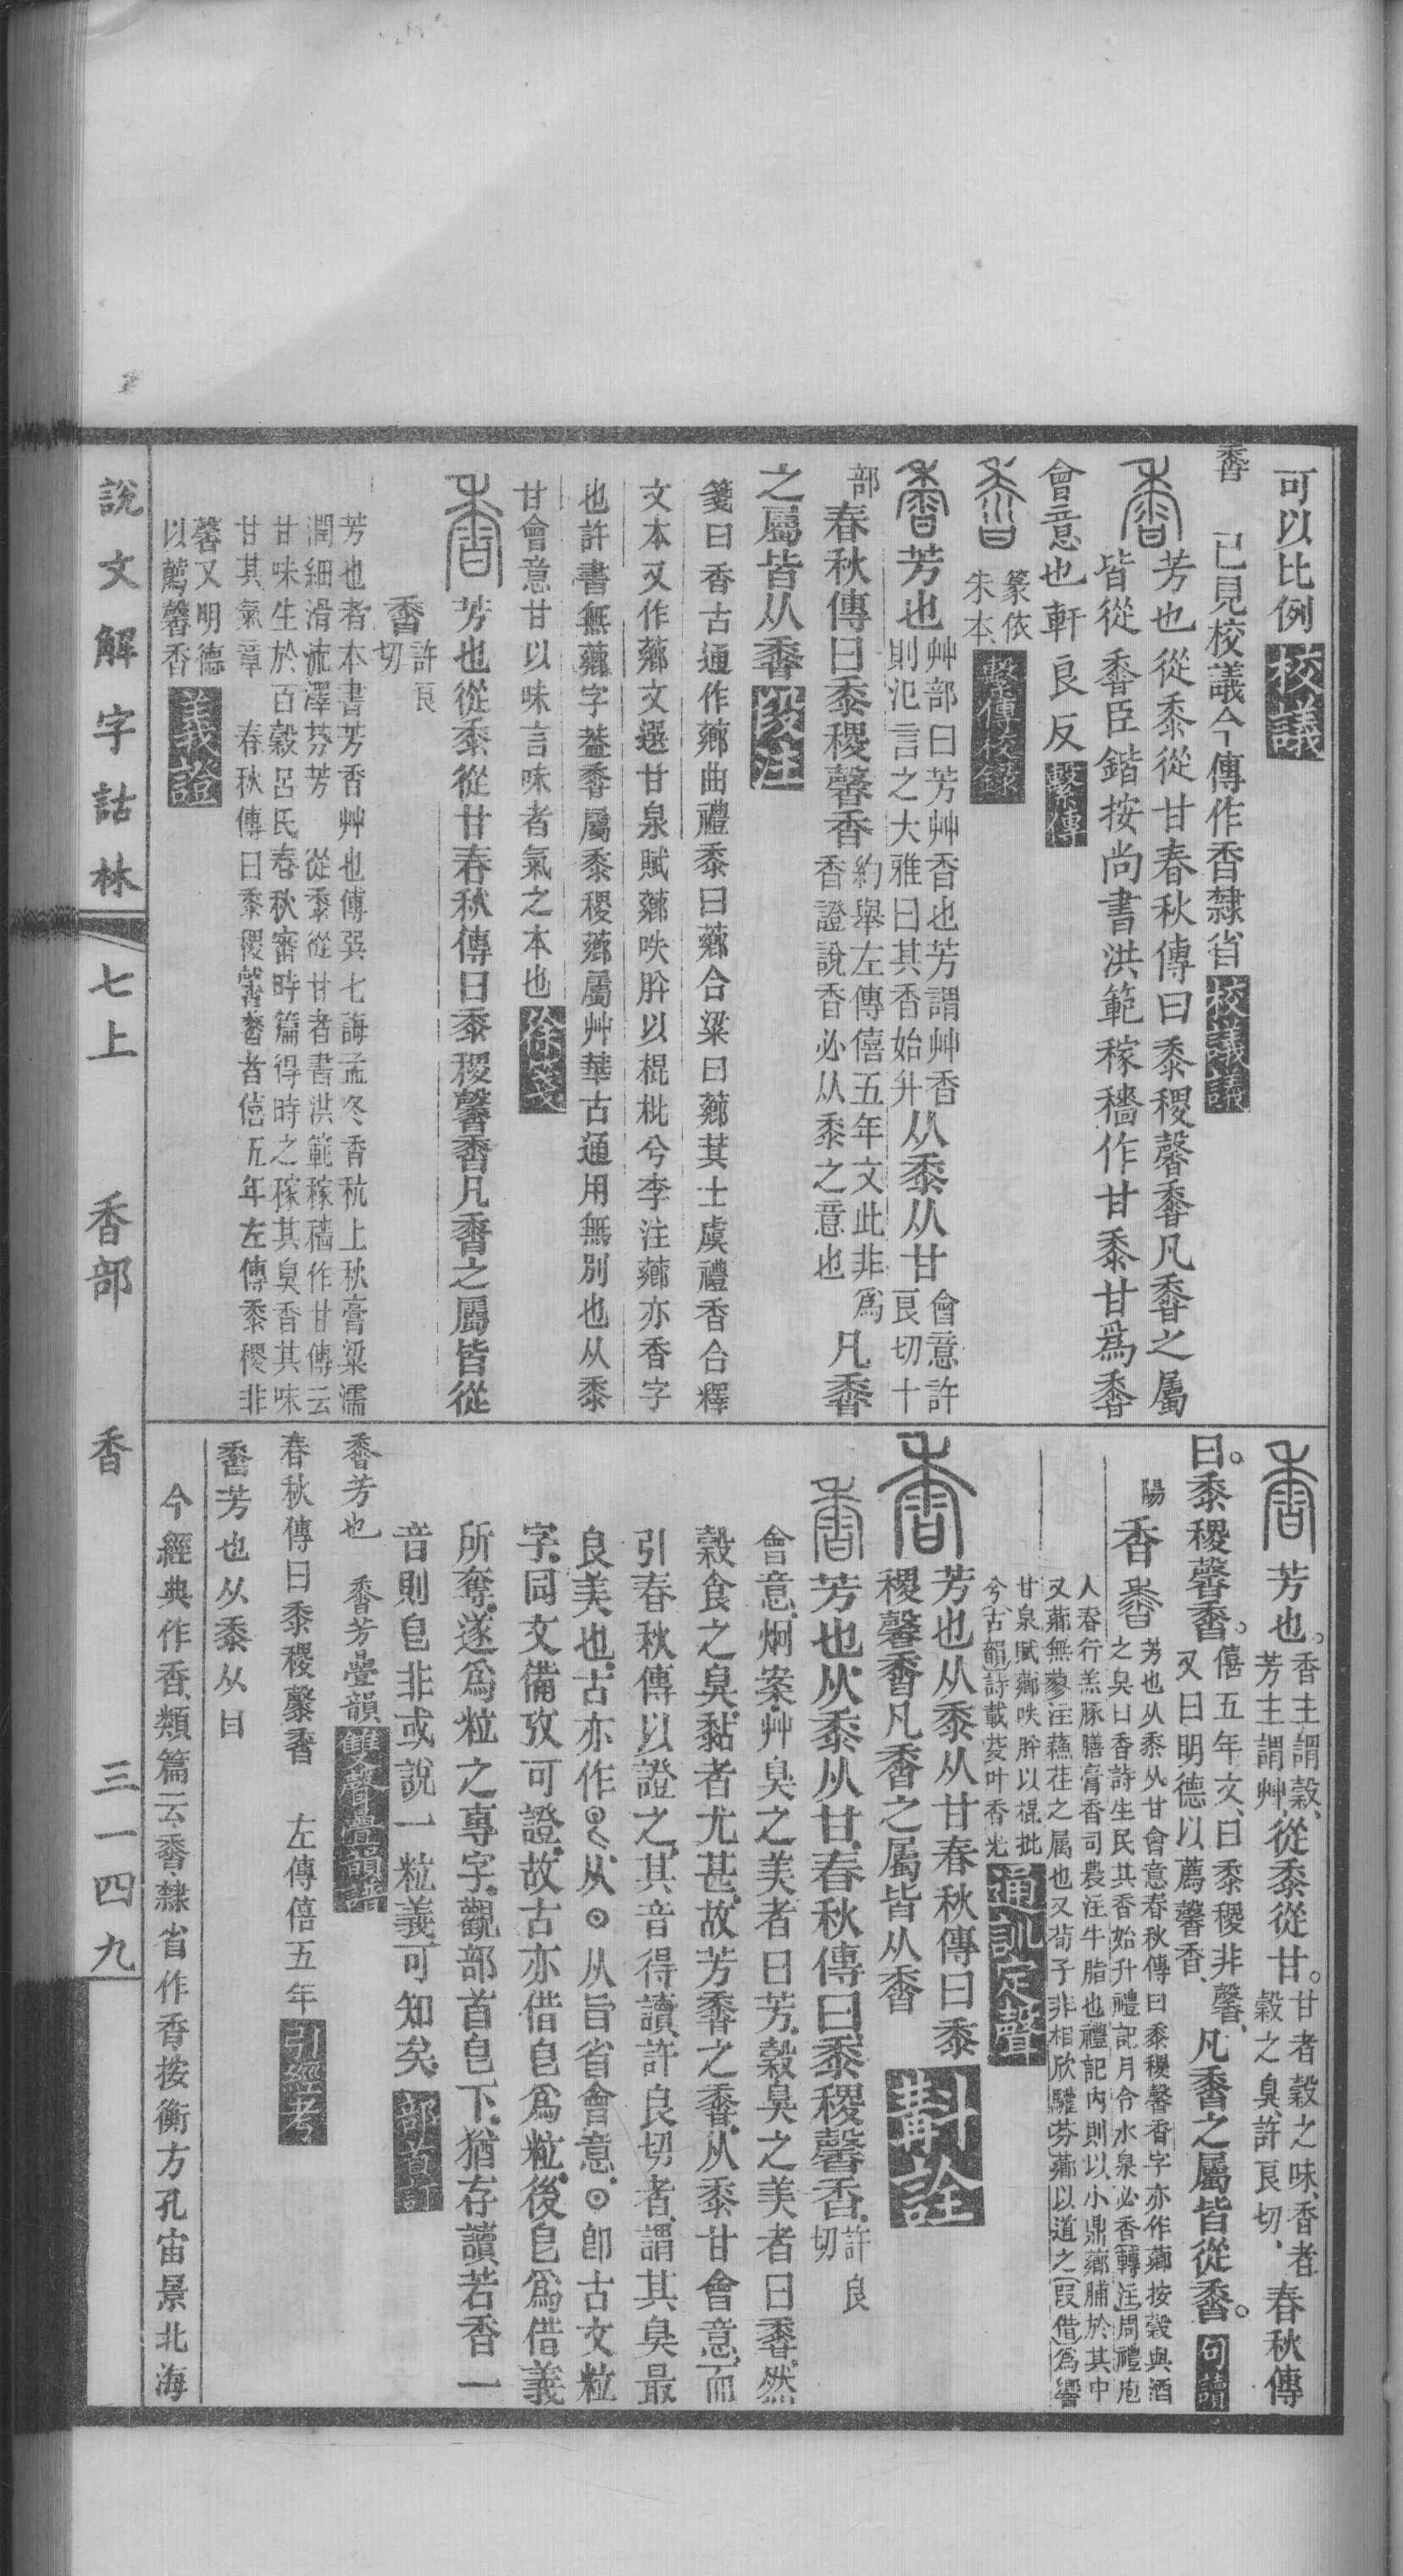 可以比例 校議
𪏽 已見校議今傳作香隸省 校議議
芳也從黍從甘春秋傳曰黍稷馨𪏽凡𪏽之屬
皆從𪏽臣鍇按尚書洪範稼穡作甘黍甘爲𪏽
會意也軒良反 繫傳
篆依
朱本 繫傳校錄
芳也 艸部曰芳艸香也芳謂艸香
則氾言之大雅曰其香始升 从黍从甘 會意許
良切十
部 春秋傳曰黍稷馨香 約舉左傳僖五年文此非爲
香證說香必从黍之意也 凡𪏽
之屬皆从𪏽 段注
箋曰香古通作薌曲禮黍曰薌合粱曰薌萁士虞禮香合釋
文本又作薌文選甘泉賦薌呹肸以棍枇兮李注薌亦香字
也許書無薌字葢𪏽屬黍稷薌屬艸華古通用無別也从黍
甘會意甘以味言味者氣之本也 徐箋
芳也從黍從甘春秋傳曰黍稷馨𪏽凡𪏽之屬皆從
𪏽 許良
切
芳也者本書芳香艸也傅巽七誨孟冬香秔上秋膏粱濡
潤細滑流澤芬芳 從黍從甘者書洪範稼穡作甘傳云
甘味生於百穀呂氏春秋審時篇得時之稼其臭香其味
甘其氣章 春秋傳曰黍稷馨𪏽者僖五年左傳黍稷非
馨又明德
以薦馨香 義證
芳也。 香主謂穀、
芳主謂艸、 從黍從甘。 甘者穀之味、香者
穀之臭、許良切、 春秋傳
曰。黍稷馨𪏽。 僖五年文、曰黍稷非馨、
又曰明德以薦馨香、 凡𪏽之屬皆從𪏽。 句讀
陽 香 芳也从黍从甘會意春秋傳曰黍稷馨香字亦作薌按穀與酒
之臭曰香詩生民其香始升禮記月令水泉必香轉注周禮庖
人春行羔豚膳膏香司農注牛脂也禮記內則以小鼎薌脯於其中
又薌無蓼注蘇荏之屬也又荀子非相欣驩芬薌以道之叚借爲響
甘泉賦薌呹肸以棍批
兮古韻詩載芟叶香光 通訓定聲
芳也从黍从甘春秋傳曰黍
稷馨𪏽凡𪏽之屬皆从𪏽 斠詮
芳也从黍从甘春秋傳曰黍稷馨香 許良
切
會意炯案艸臭之美者曰芳穀臭之美者曰𪏽然
穀食之臭黏者尤甚故芳𪏽之𪏽从黍甘會意而
引春秋傳以證之其音得讀許良切者謂其臭最
良美也古亦作 从⊙从旨省會意⊙卽古文粒
字同文備攷可證故古亦借皀爲粒後皀爲借義
所奪遂爲粒之專字觀部首皀下猶存讀若香一
音則皀非或說一粒義可知矣 部首訂
𪏽芳也 𪏽芳疊韻 雙聲疊韻譜
春秋傳曰黍稷馨𪏽 左傳僖五年 引經考
𪏽芳也从黍从曰
今經典作香類篇云𪏽隸省作香按衡方孔宙景北海
說文解字詁林 七上 香部 香 三一四九